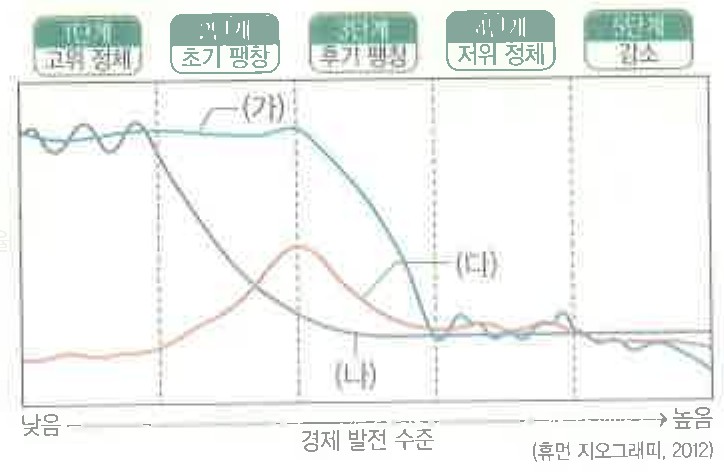 1단계 2단계 3단계 4단계 5단계
고위 정체 초기 팽창 후기 팽창 저위 정체 감소
(가)
(다)
(나)
낮음 높음
경제 발전 수준
(휴먼 지오그래피, 2012)